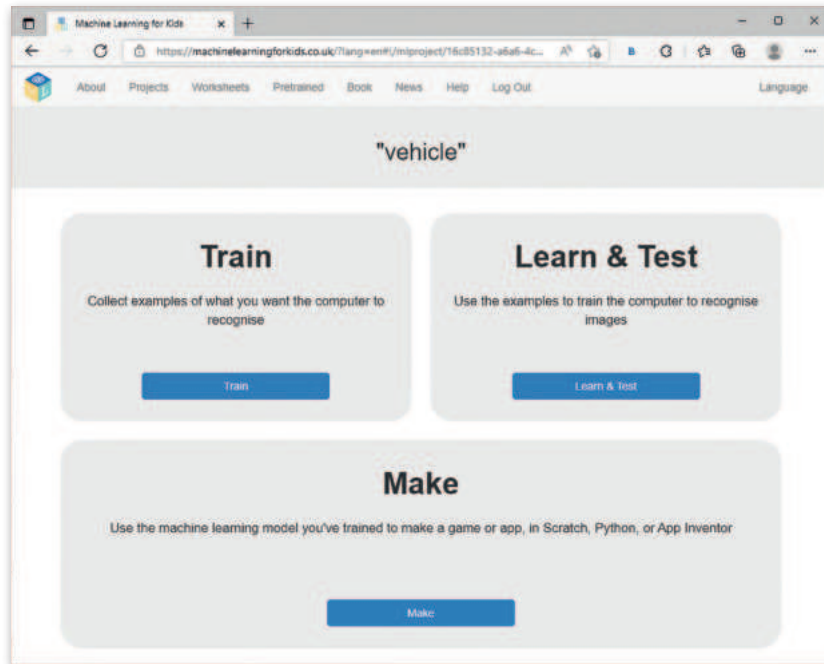 Machine Learning for Kids
https://machinelearningforkids.co.uk/?lang=en#!/mlproject/16c85132-a6a6-4c...
About Projects Worksheets Pretrained Book News Help Log Out Language
"vehicle"
Train
Collect examples of what you want the computer to
recognise
Train
Learn & Test
Use the examples to train the computer to recognise
images
Learn & Test
Make
Use the machine learning model you've trained to make a game or app, in Scratch, Python, or App Inventor
Make